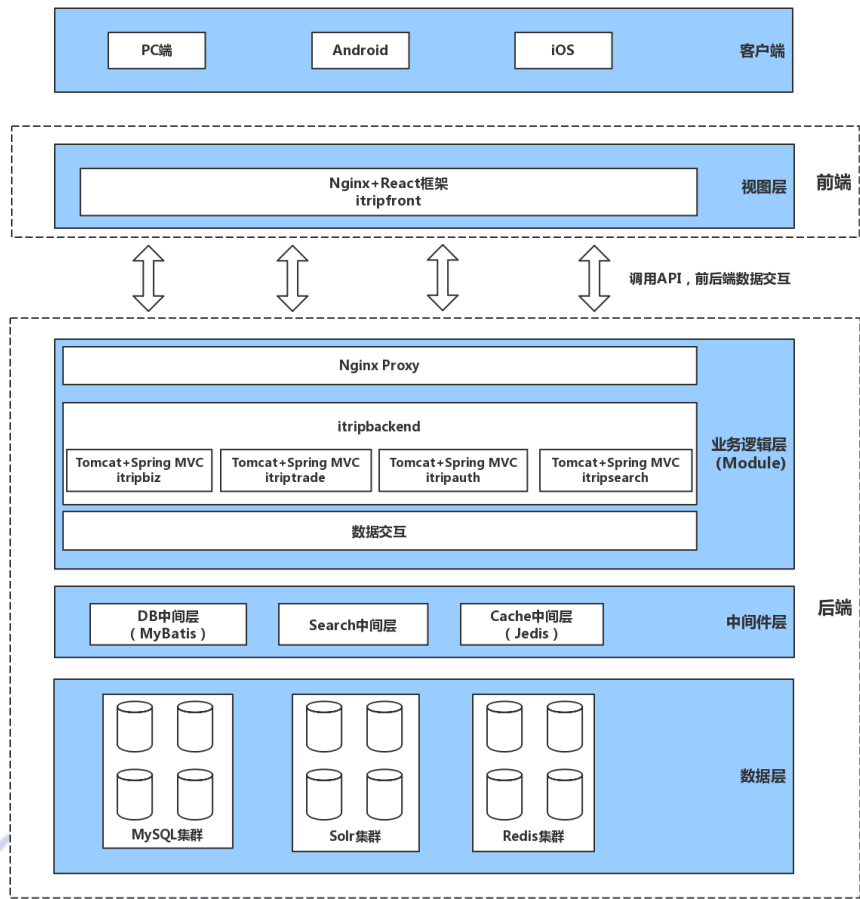 PC端
Android
iOS
客户端
Nginx+React框架
itripfront
视图层
前端
调用API，前后端数据交互
Nginx Proxy
itripbackend
Tomcat+Spring MVC
itripbiz
Tomcat+Spring MVC
itriptrade
Tomcat+Spring MVC
itripauth
Tomcat+Spring MVC
itripsearch
数据交互
业务逻辑层
(Module)
DB中间层
（MyBatis）
Search中间层
Cache中间层
（Jedis）
中间件层
后端
MySQL集群
Solr集群
Redis集群
数据层